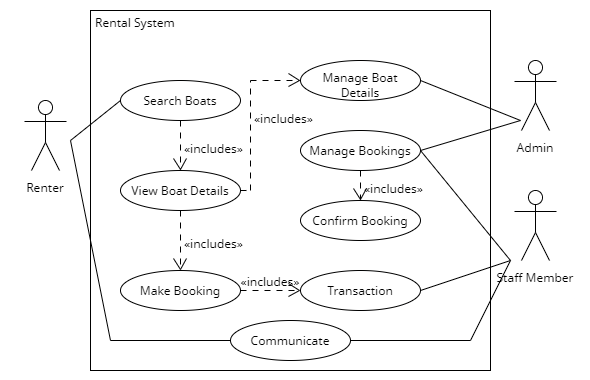 Rental System
Manage Boat
Details
Search Boats
«includes»
Admin
«includes»
Manage Bookings
Renter
View Boat Details
«includes»
Confirm Booking
«includes»
Staff Member
Make Booking
«includes»
Transaction
Communicate